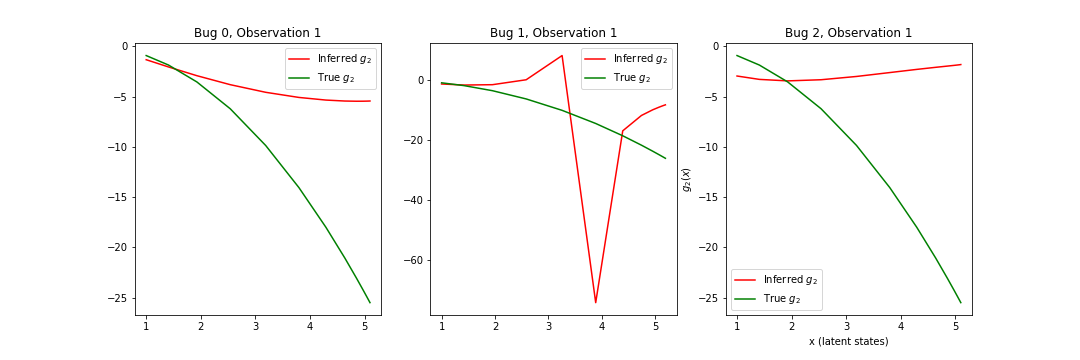 Bug 0, Observation 1
Inferred g₂
True g₂
0
−5
−10
−15
−20
−25
1 2 3 4 5
Bug 1, Observation 1
Inferred g₂
True g₂
0
−20
−40
−60
1 2 3 4 5
Bug 2, Observation 1
g₂(x)
0
−5
−10
−15
−20
−25
Inferred g₂
True g₂
1 2 3 4 5
x (latent states)